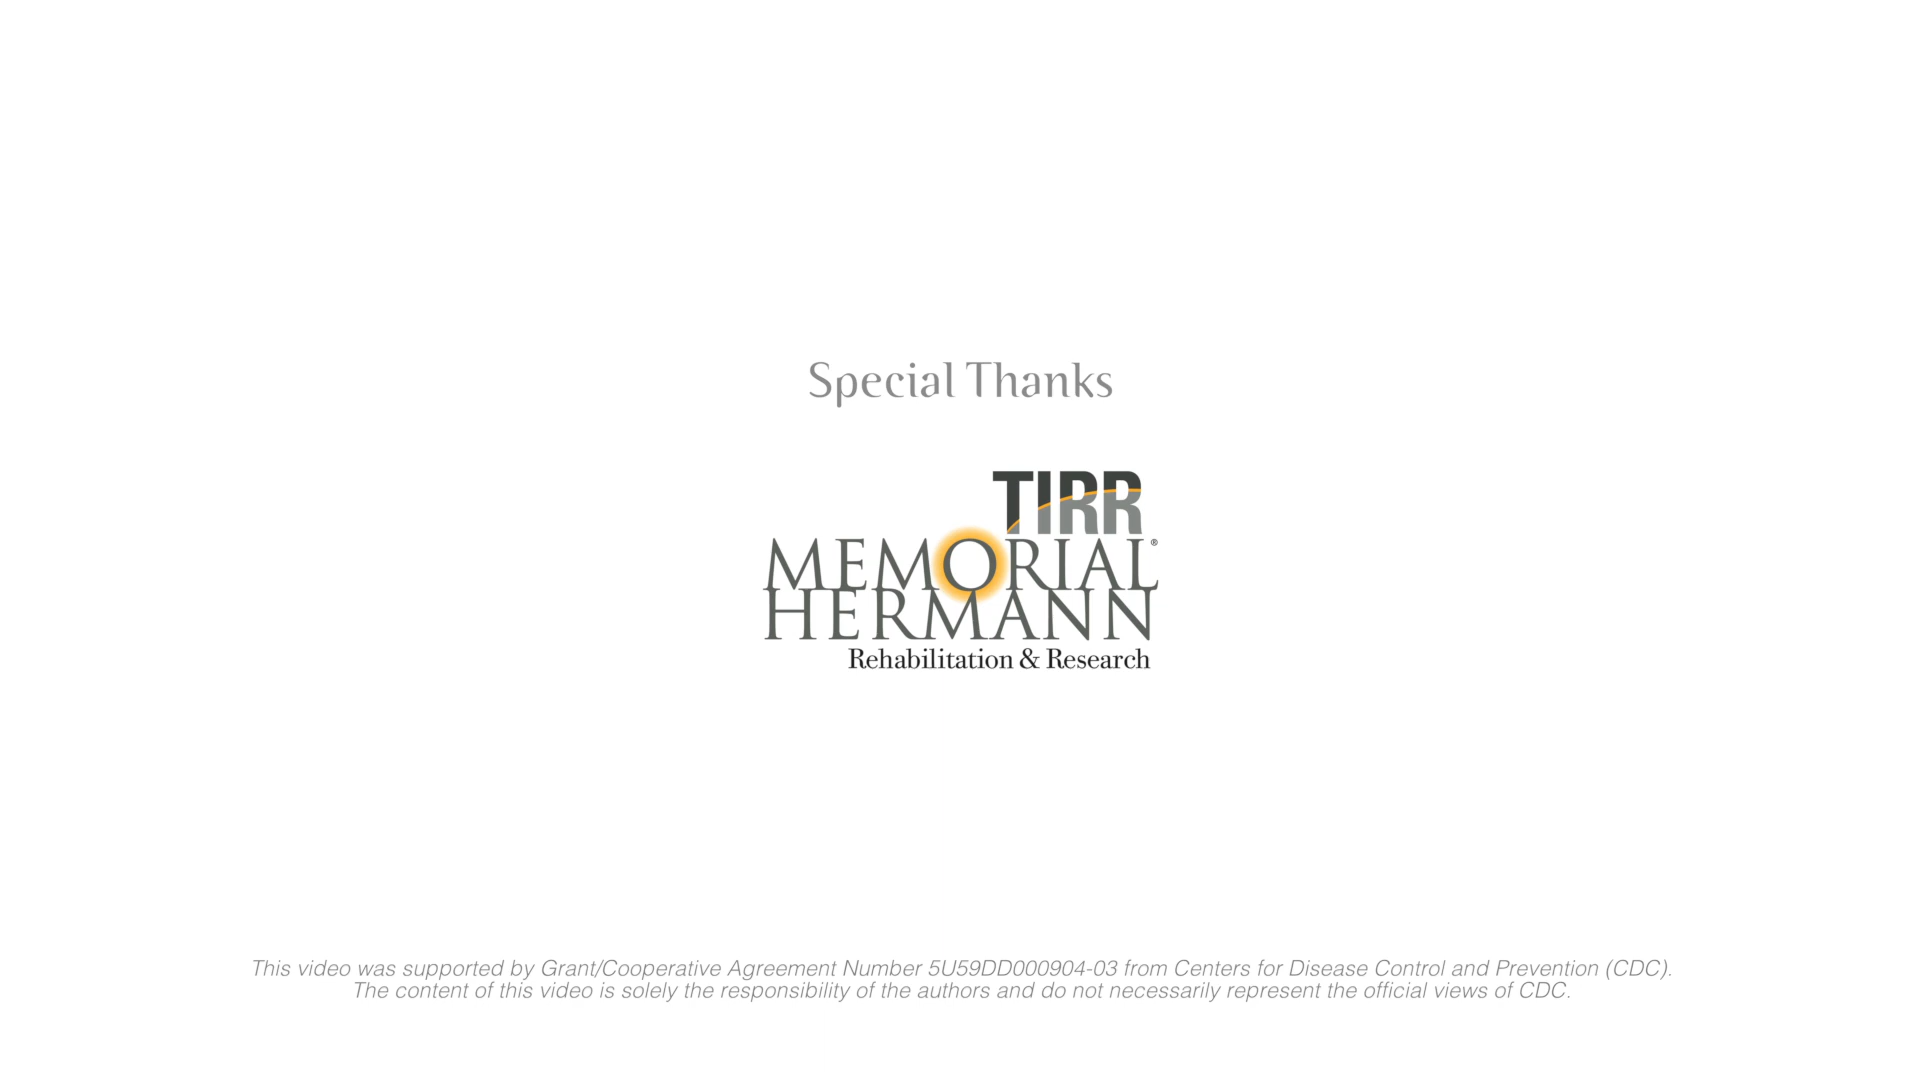 Special Thanks
TIRR
MEMORIAL®
HERMANN
Rehabilitation & Research
This video was supported by Grant/Cooperative Agreement Number 5U59DD000904-03 from Centers for Disease Control and Prevention (CDC).
The content of this video is solely the responsibility of the authors and do not necessarily represent the official views of CDC.